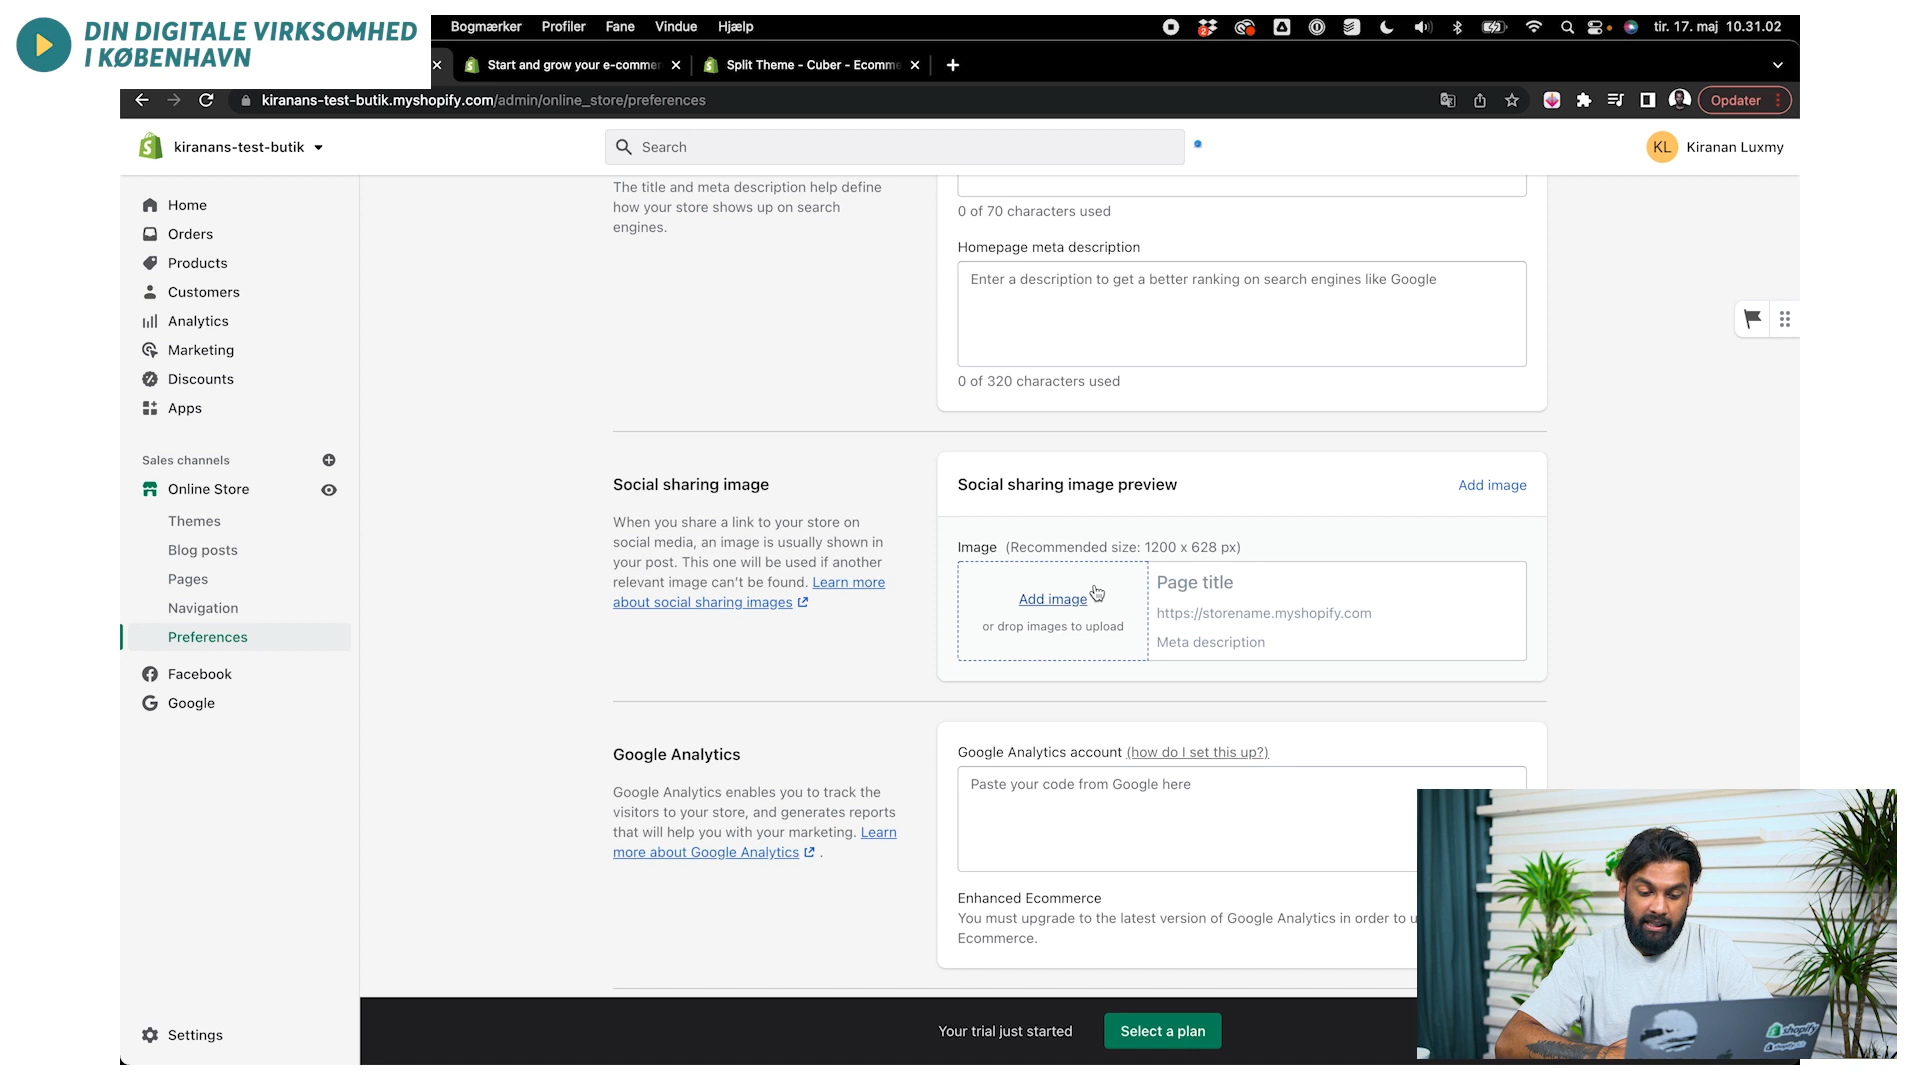 DIN DIGITALE VIRKSOMHED
I KØBENHAVN
Bogmærker Profiler Fane Vindue Hjælp
2
tir. 17. maj 10.31.02
Start and grow your e-commer
Split Theme - Cuber - Ecomme
kiranans-test-butik.myshopify.com/admin/online_store/preferences
Opdater
kiranans-test-butik
Search
KL Kiranan Luxmy
Home
Orders
Products
Customers
Analytics
Marketing
Discounts
Apps
Sales channels
Online Store
Themes
Blog posts
Pages
Navigation
Preferences
Facebook
Google
Settings
The title and meta description help define
how your store shows up on search
engines.
0 of 70 characters used
Homepage meta description
Enter a description to get a better ranking on search engines like Google
0 of 320 characters used
Social sharing image
When you share a link to your store on
social media, an image is usually shown in
your post. This one will be used if another
relevant image can't be found. Learn more
about social sharing images
Social sharing image preview
Add image
Image (Recommended size: 1200 x 628 px)
Add image
or drop images to upload
Page title
https://storename.myshopify.com
Meta description
Google Analytics
Google Analytics enables you to track the
visitors to your store, and generates reports
that will help you with your marketing. Learn
more about Google Analytics .
Google Analytics account (how do I set this up?)
Paste your code from Google here
Enhanced Ecommerce
You must upgrade to the latest version of Google Analytics in order to u
Ecommerce.
Your trial just started
Select a plan
shopify